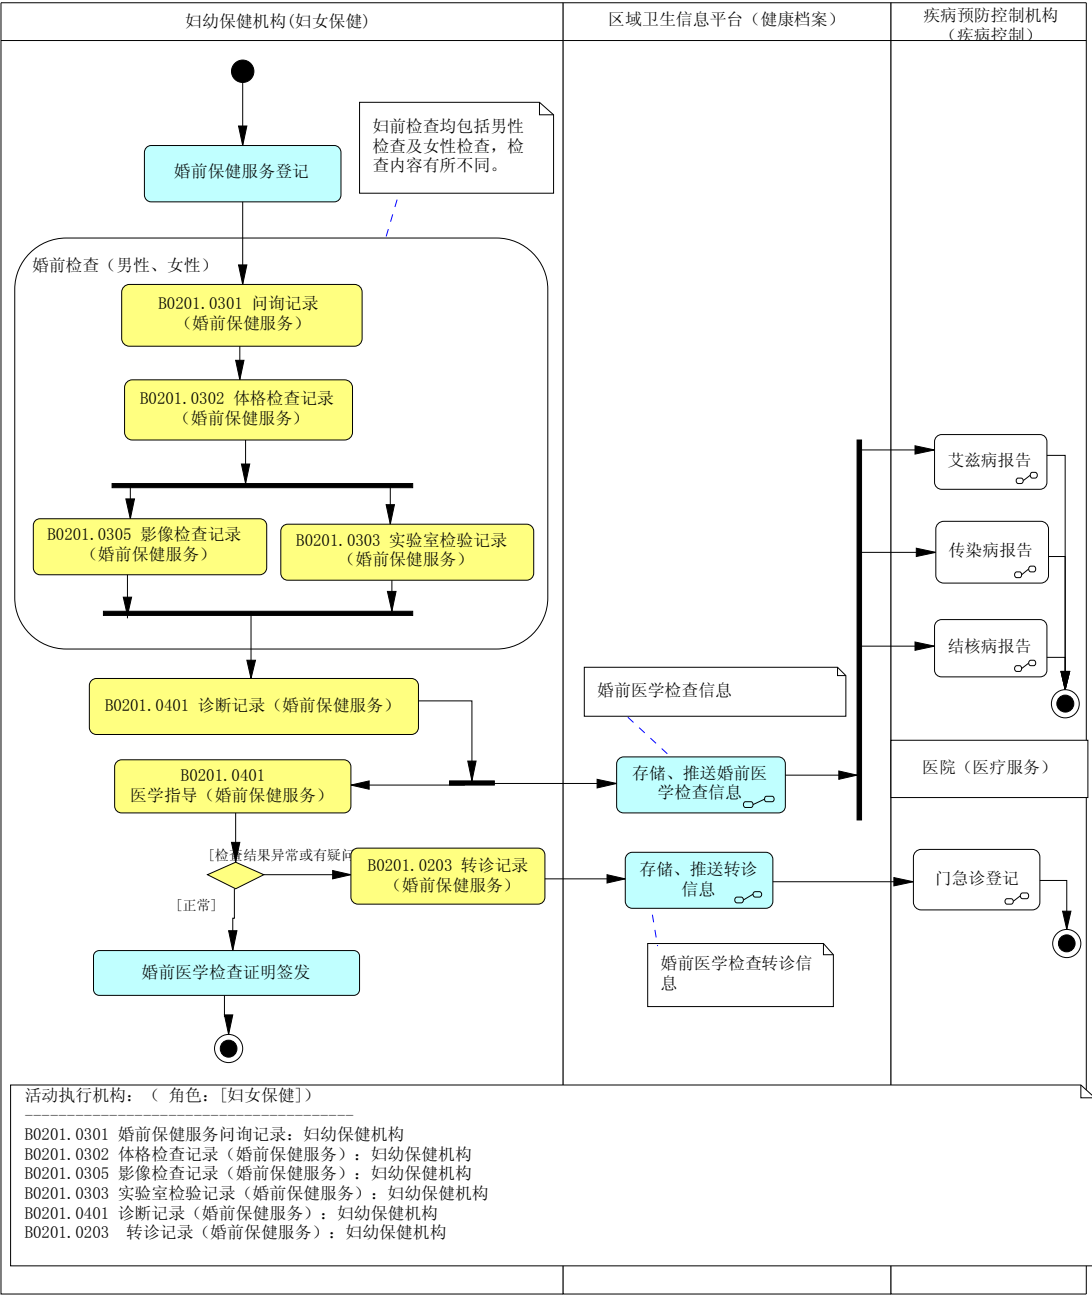 妇幼保健机构(妇女保健)
区域卫生信息平台（健康档案）
疾病预防控制机构
（疾病控制）
妇前检查均包括男性
检查及女性检查，检
查内容有所不同。
婚前保健服务登记
婚前检查（男性、女性）
B0201.0301 问询记录
（婚前保健服务）
B0201.0302 体格检查记录
（婚前保健服务）
B0201.0305 影像检查记录
（婚前保健服务）
B0201.0303 实验室检验记录
（婚前保健服务）
艾兹病报告
传染病报告
结核病报告
B0201.0401 诊断记录（婚前保健服务）
婚前医学检查信息
B0201.0401
医学指导（婚前保健服务）
存储、推送婚前医
学检查信息
医院（医疗服务）
[检查结果异常或有疑问
B0201.0203 转诊记录
（婚前保健服务）
存储、推送转诊
信息
门急诊登记
[正常]
婚前医学检查证明签发
婚前医学检查转诊信
息
活动执行机构：（ 角色：[妇女保健]）
---------------------------------------
B0201.0301 婚前保健服务问询记录：妇幼保健机构
B0201.0302 体格检查记录（婚前保健服务）：妇幼保健机构
B0201.0305 影像检查记录（婚前保健服务）：妇幼保健机构
B0201.0303 实验室检验记录（婚前保健服务）：妇幼保健机构
B0201.0401 诊断记录（婚前保健服务）：妇幼保健机构
B0201.0203  转诊记录（婚前保健服务）：妇幼保健机构